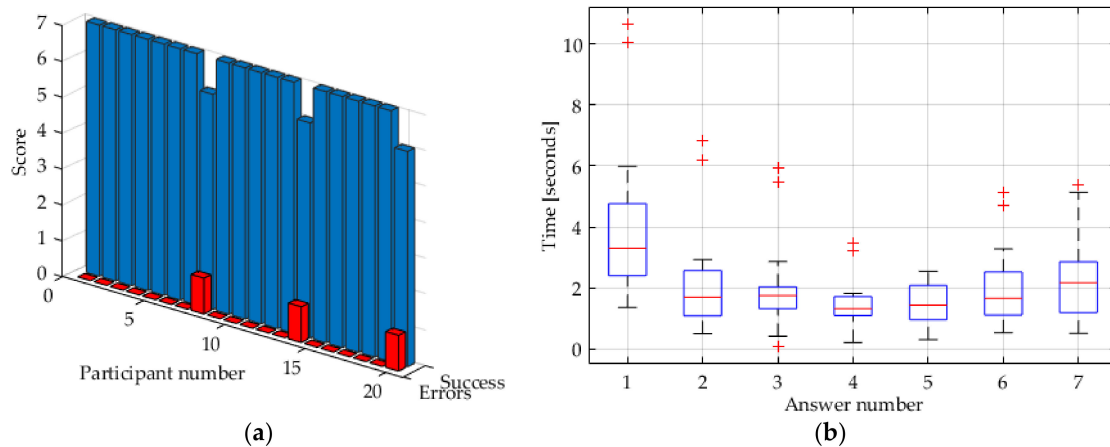 7
6
5
4
3
2
1
0
Score
0
5
10
15
20
Participant number
Errors
Success
(a)
10
8
6
4
2
0
Time [seconds]
1 2 3 4 5 6 7
Answer number
(b)